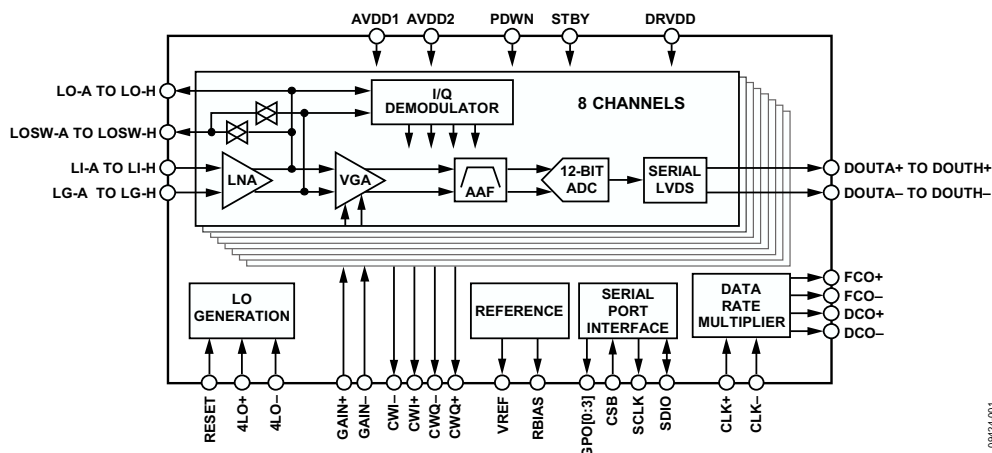 AVDD1 AVDD2 PDWN STBY DRVDD
LO-A TO LO-H
LOSW-A TO LOSW-H
LI-A TO LI-H
LG-A TO LG-H
I/Q
DEMODULATOR
8 CHANNELS
LNA
VGA
AAF
12-BIT
ADC
SERIAL
LVDS
DOUTA+ TO DOUTH+
DOUTA– TO DOUTH–
LO
GENERATION
REFERENCE
SERIAL
PORT
INTERFACE
DATA
RATE
MULTIPLIER
FCO+
FCO–
DCO+
DCO–
RESET
4LO+
4LO–
GAIN+
GAIN–
CWI–
CWI+
CWQ–
CWQ+
VREF
RBIAS
GPO[0:3]
CSB
SCLK
SDIO
CLK+
CLK–
09424-001